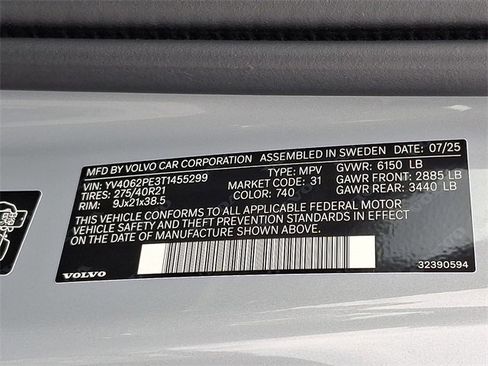 MFD BY VOLVO CAR CORPORATION ASSEMBLED IN SWEDEN DATE: 07/25
VIN: YV4062PE3T1455299 TYPE: MPV GVWR: 6150 LB
TIRES: 275/40R21 MARKET CODE: 31 GAWR FRONT: 2885 LB
RIM: 9Jx21x38.5 COLOR: 740 GAWR REAR: 3440 LB
THIS VEHICLE CONFORMS TO ALL APPLICABLE FEDERAL MOTOR
VEHICLE SAFETY AND THEFT PREVENTION STANDARDS IN EFFECT
ON THE DATE OF MANUFACTURE SHOWN ABOVE.
VOLVO 32390594